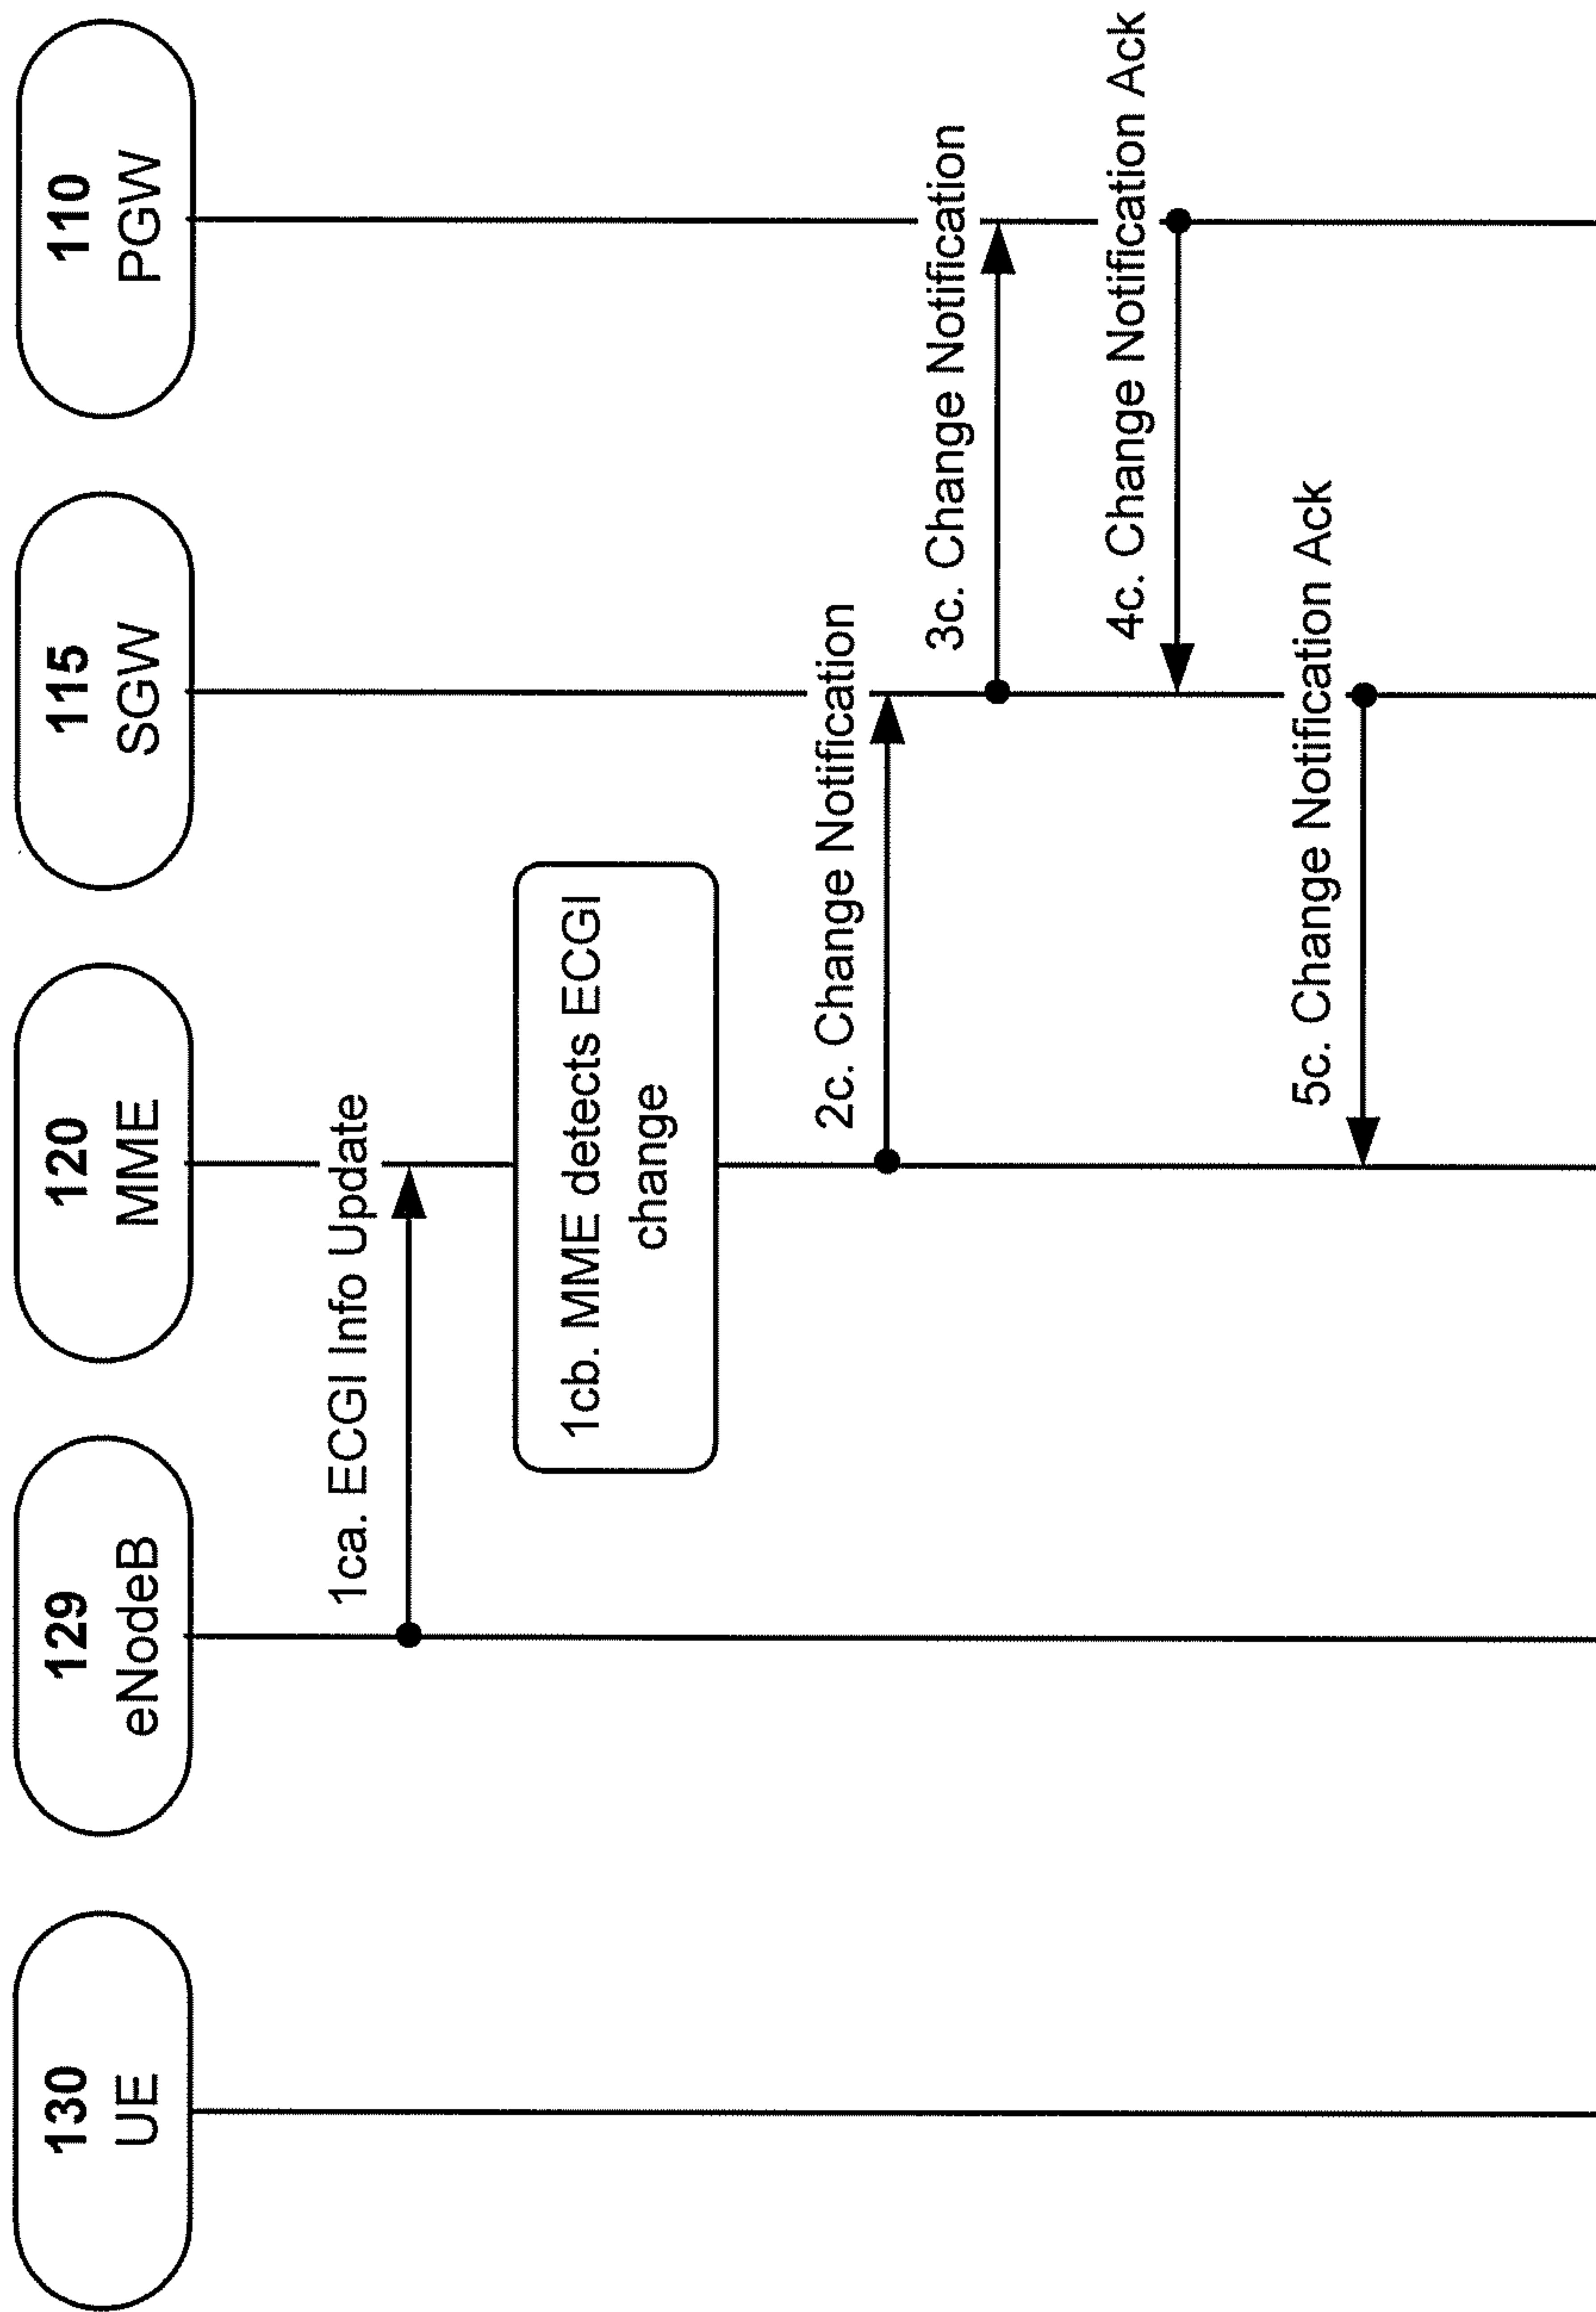 130
UE
129
eNodeB
120
MME
115
SGW
110
PGW
1ca. ECGI Info Update
1cb. MME detects ECGI
change
2c. Change Notification
3c. Change Notification
4c. Change Notification Ack
5c. Change Notification Ack